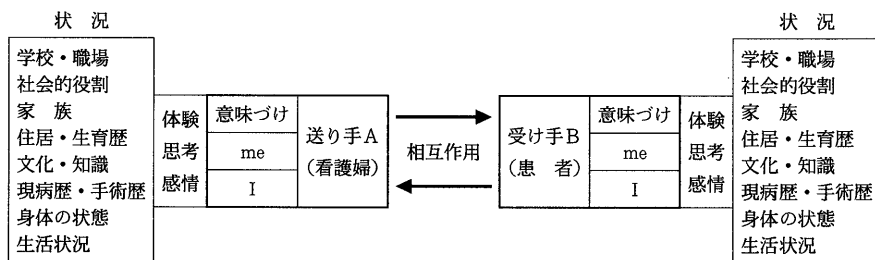 状　況
学校・職場
社会的役割
家　族
住居・生育歴
文化・知識
現病歴・手術歴
身体の状態
生活状況
体験
思考
感情
意味づけ
me
I
送り手A
(看護婦)
相互作用
受け手B
(患　者)
意味づけ
me
I
体験
思考
感情
状　況
学校・職場
社会的役割
家　族
住居・生育歴
文化・知識
現病歴・手術歴
身体の状態
生活状況